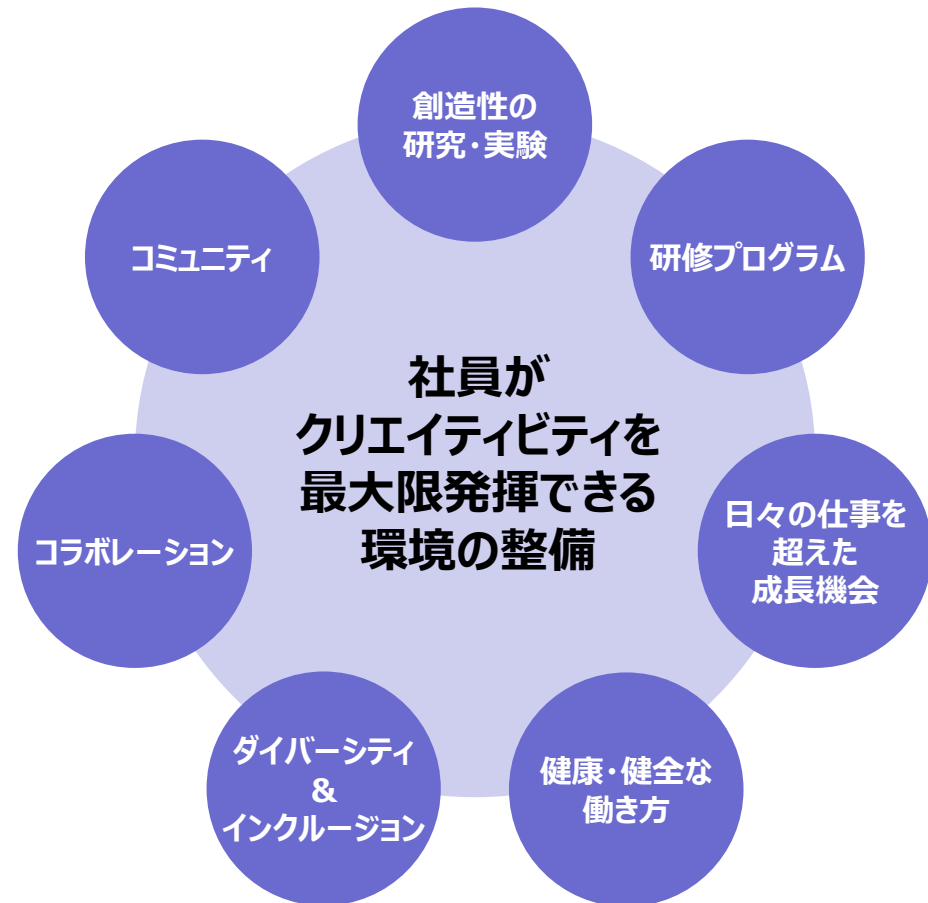 創造性の
研究・実験
研修プログラム
日々の仕事を
超えた
成長機会
健康・健全な
働き方
ダイバーシティ
&
インクルージョン
コラボレーション
コミュニティ
社員が
クリエイティビティを
最大限発揮できる
環境の整備